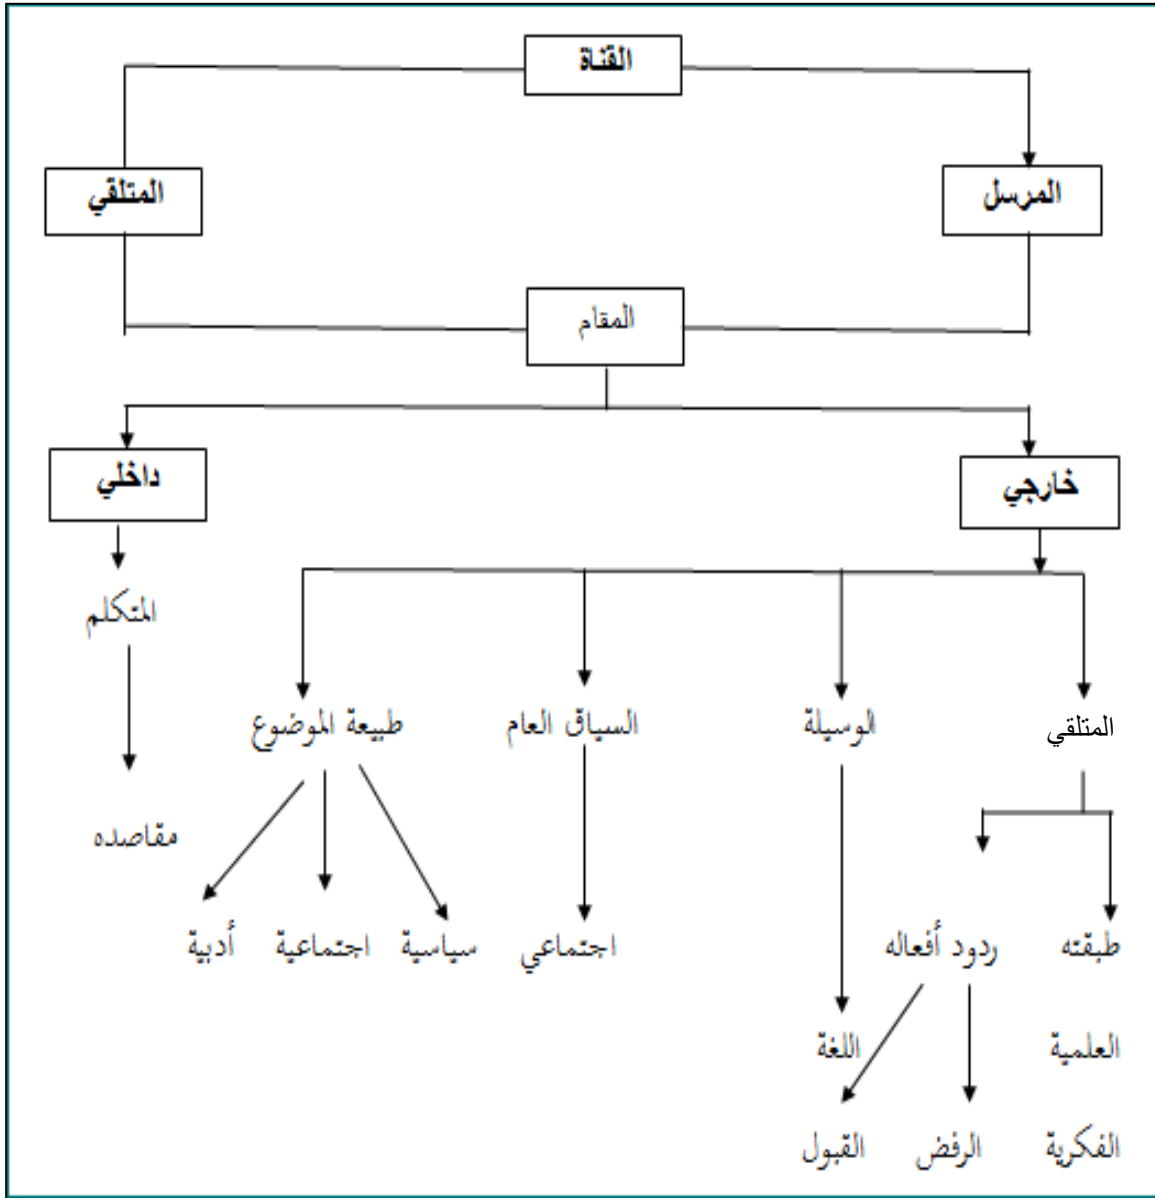 القناة
المرسل
المتلقي
المقام
خارجي
داخلي
المتكلم
المتلقي
الوسيلة
السياق العام
طبيعة الموضوع
مقاصده
طبقته
ردود أفعاله
اجتماعي
سياسية
اجتماعية
أدبية
العلمية
اللغة
الفكرية
الرفض
القبول